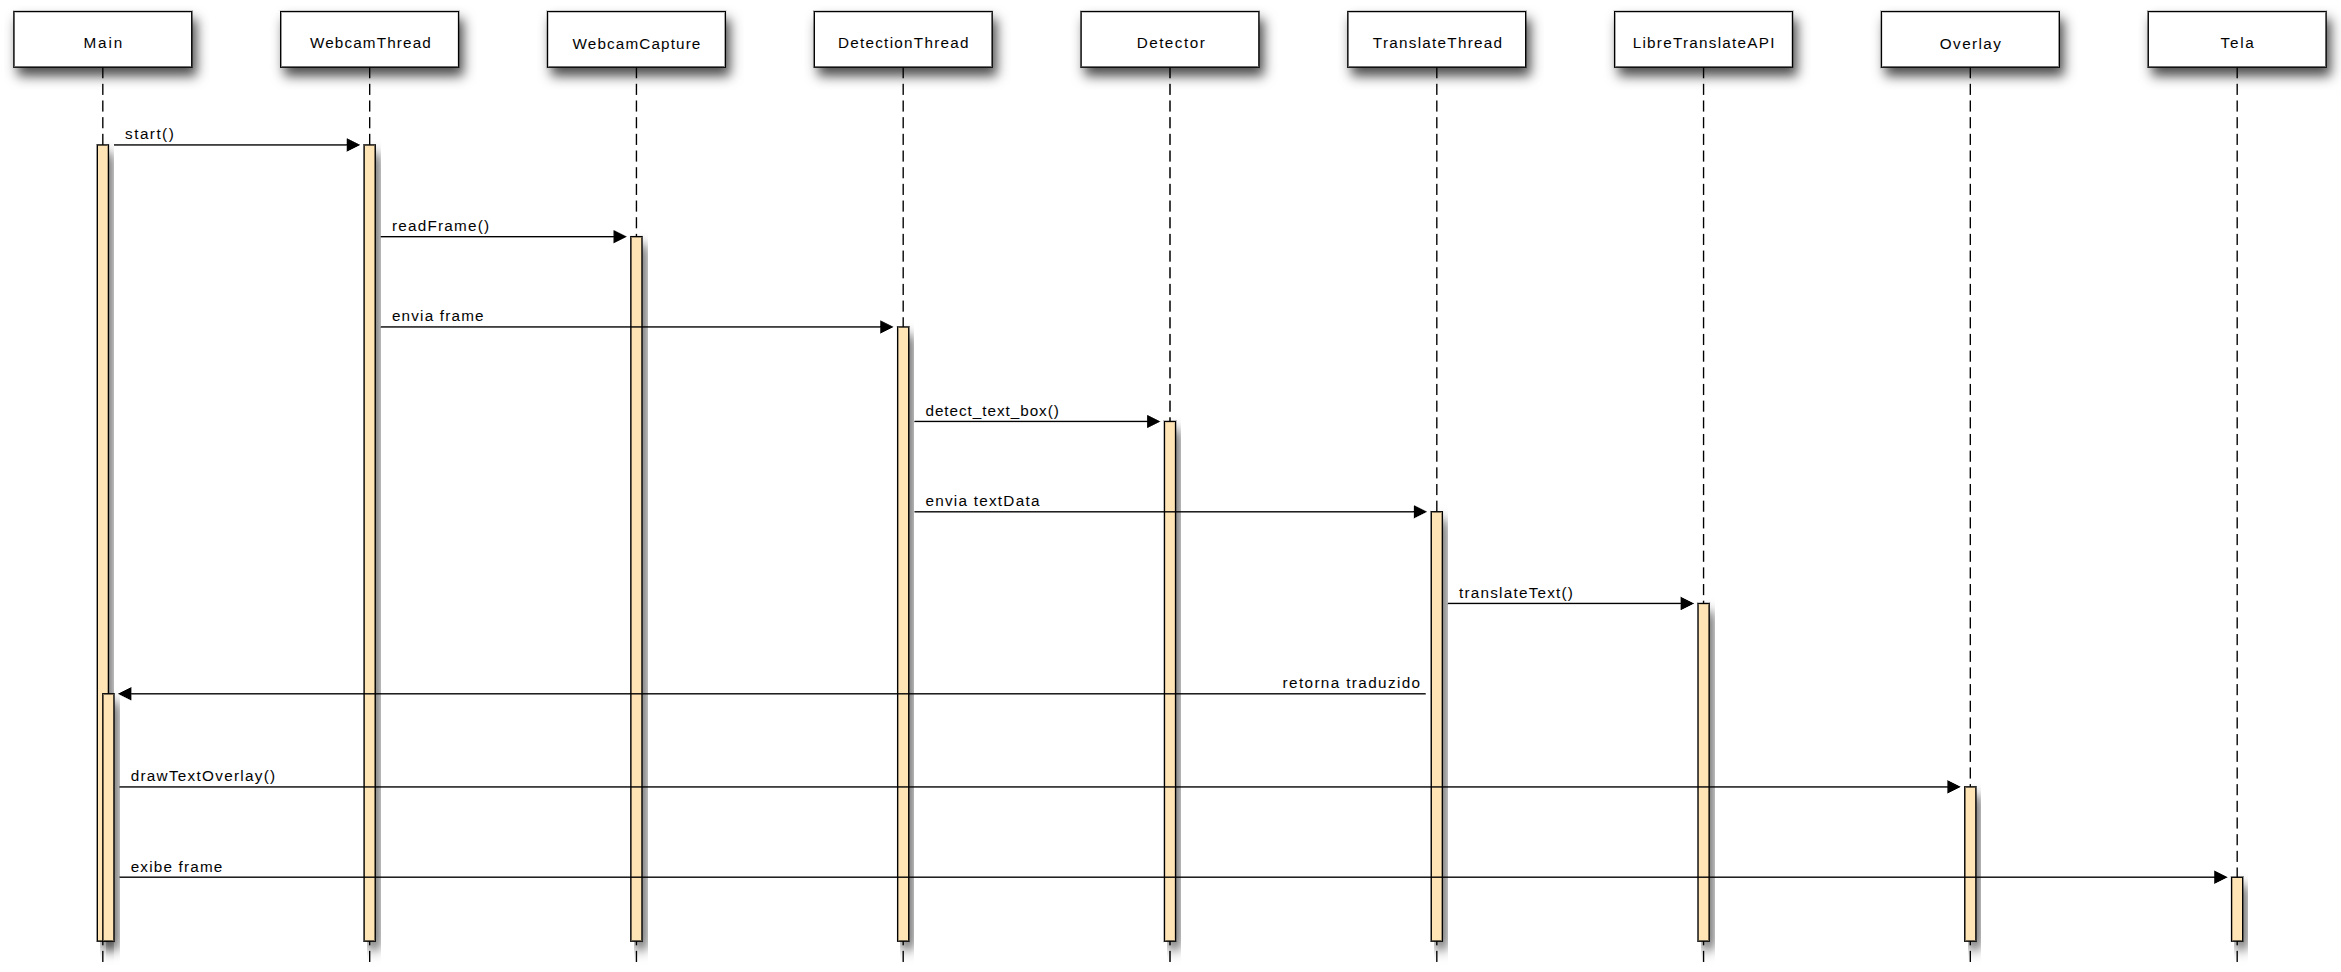 Main
WebcamThread
WebcamCapture
DetectionThread
Detector
TranslateThread
LibreTranslateAPI
Overlay
Tela
start()
readFrame()
envia frame
detect_text_box()
envia textData
translateText()
retorna traduzido
drawTextOverlay()
exibe frame